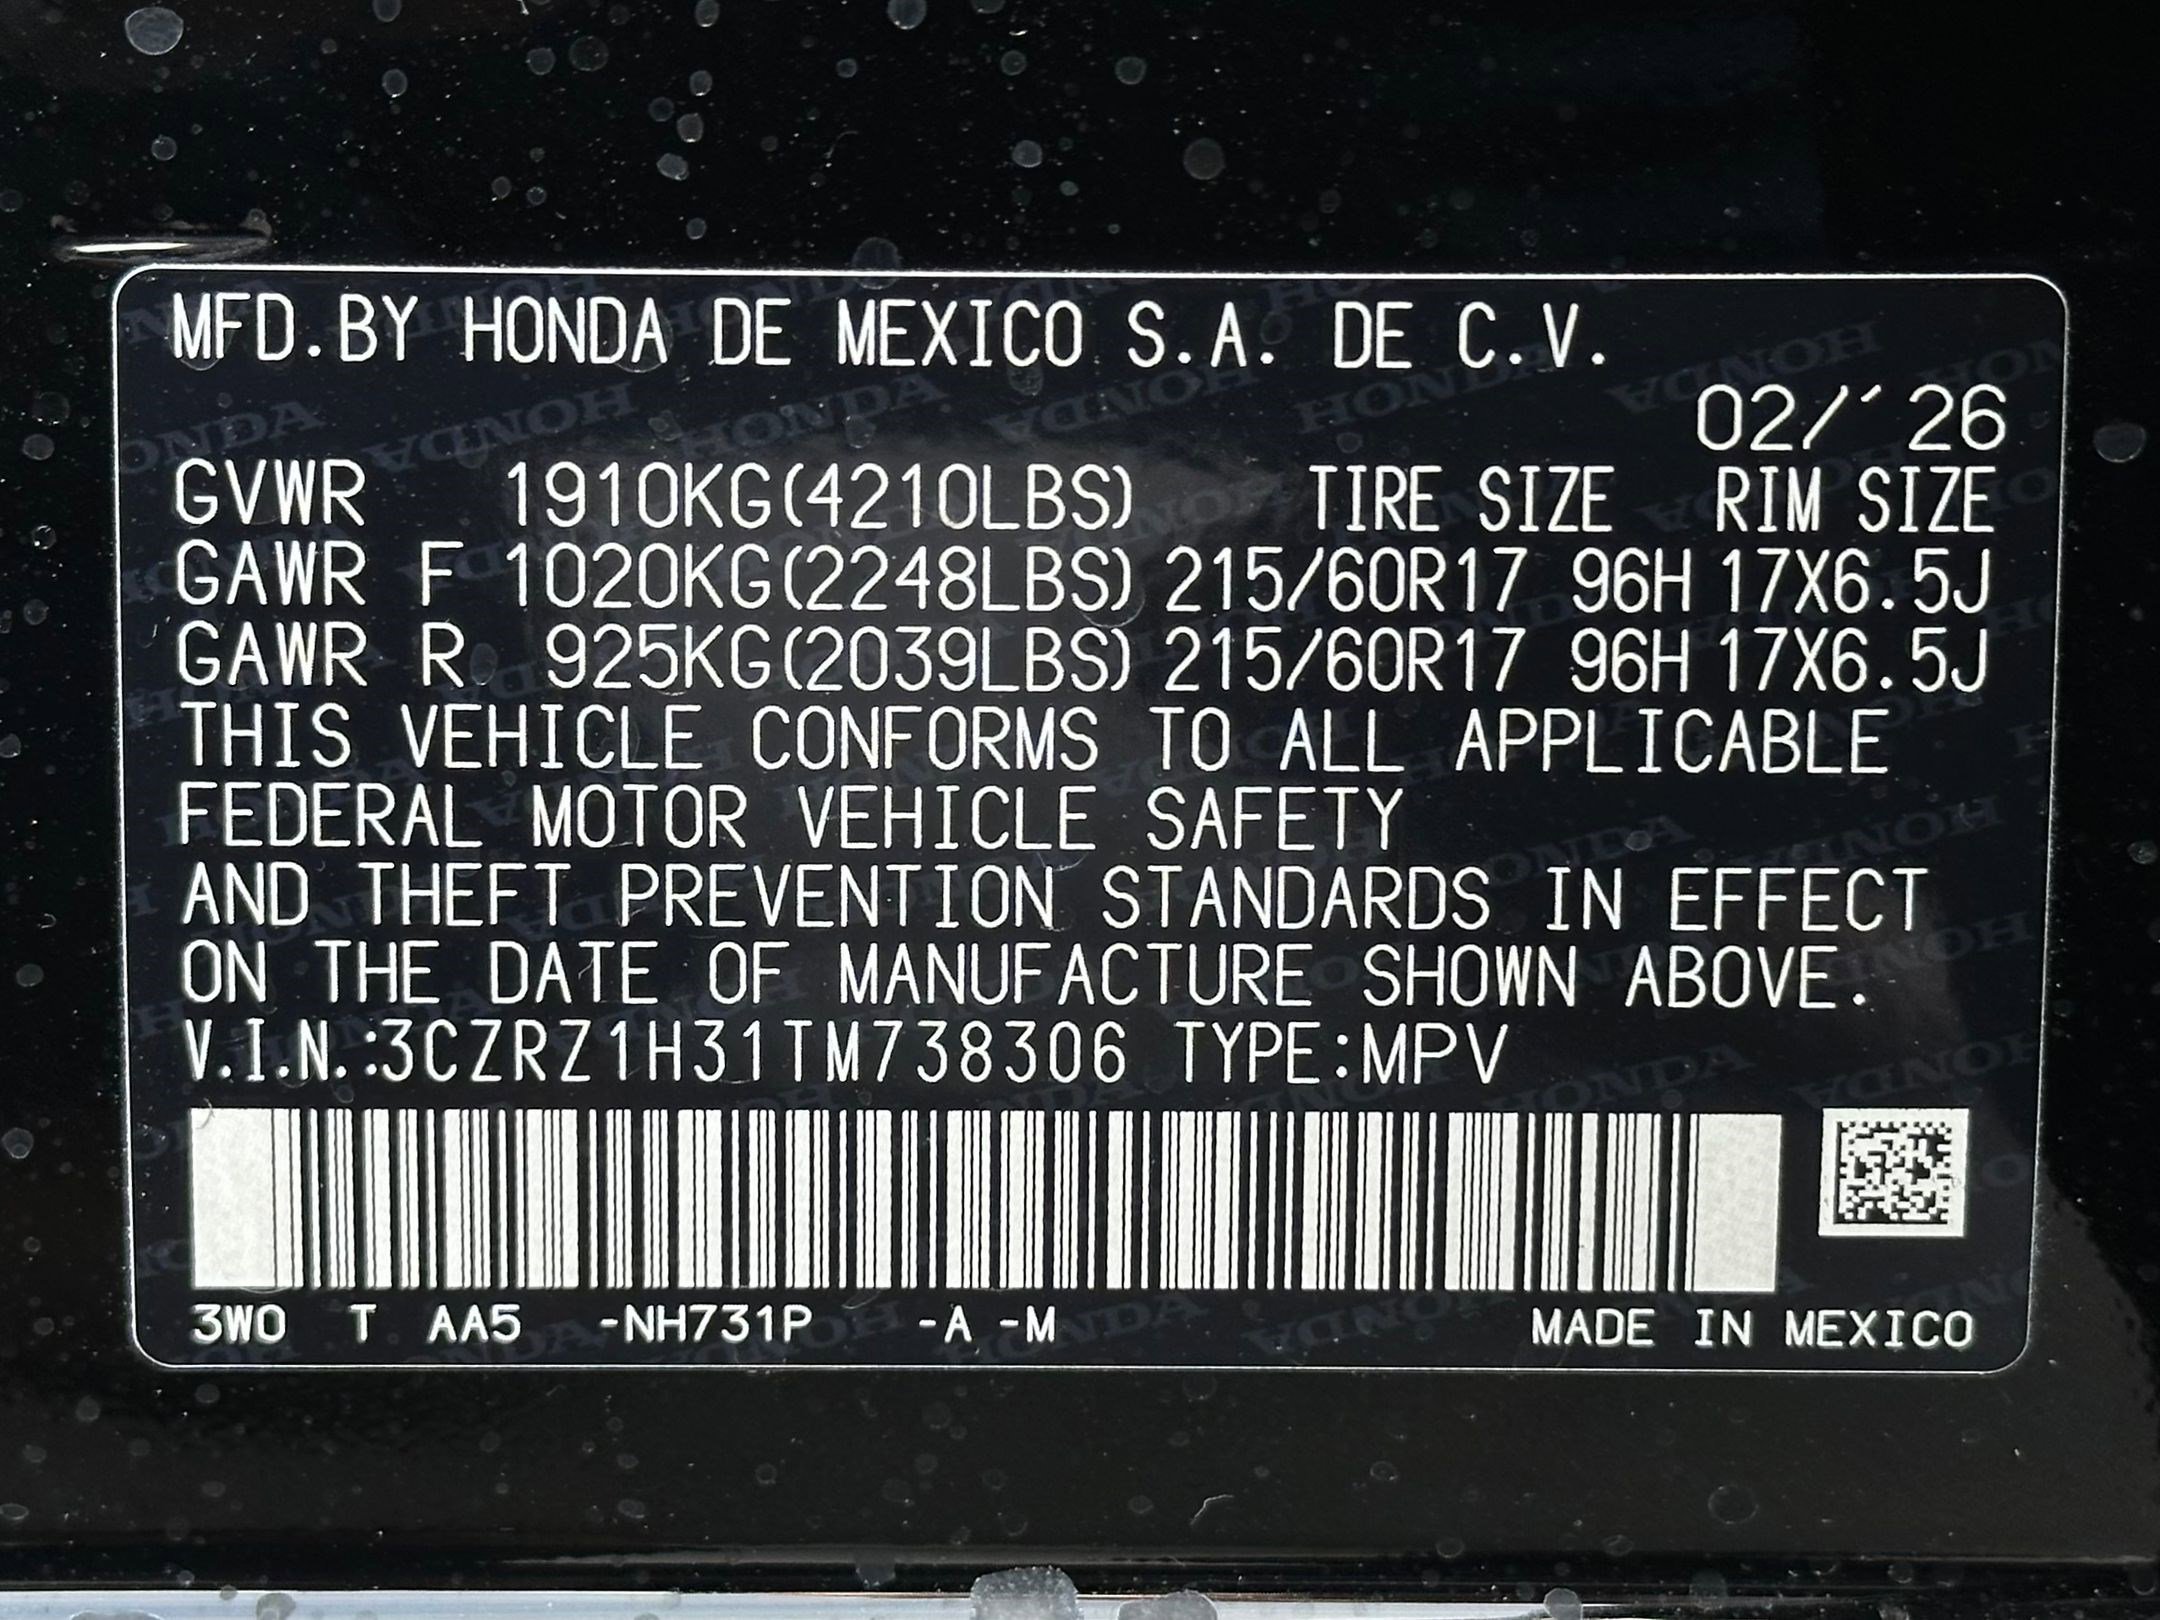 MFD.BY HONDA DE MEXICO S.A. DE C.V.
02/'26
GVWR 1910KG(4210LBS) TIRE SIZE RIM SIZE
GAWR F 1020KG(2248LBS) 215/60R17 96H 17X6.5J
GAWR R 925KG(2039LBS) 215/60R17 96H 17X6.5J
THIS VEHICLE CONFORMS TO ALL APPLICABLE
FEDERAL MOTOR VEHICLE SAFETY
AND THEFT PREVENTION STANDARDS IN EFFECT
ON THE DATE OF MANUFACTURE SHOWN ABOVE.
V.I.N.:3CZRZ1H31TM738306 TYPE:MPV
3W0 T AA5 -NH731P -A -M MADE IN MEXICO